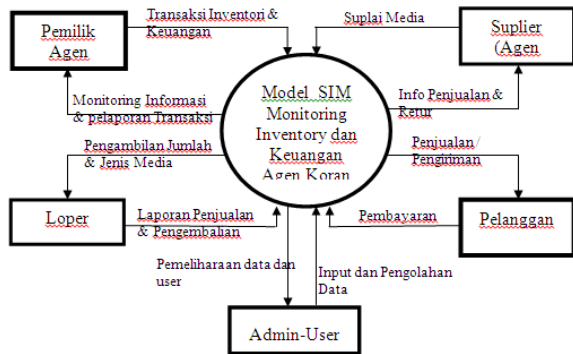 Pemilik
Agen
Transaksi Inventori &
Keuangan
Suplai Media
Suplier
(Agen
Monitoring Informasi
& pelaporan Transaksi
Model SIM
Monitoring
Inventory dan
Keuangan
Agen Koran
Info Penjualan &
Retur
Pengambilan Jumlah
& Jenis Media
Penjualan /
Pengiriman
Loper
Laporan Penjualan
& Pengembalian
Pembayaran
Pelanggan
Pemeliharaan data dan
user
Input dan Pengolahan
Data
Admin-User